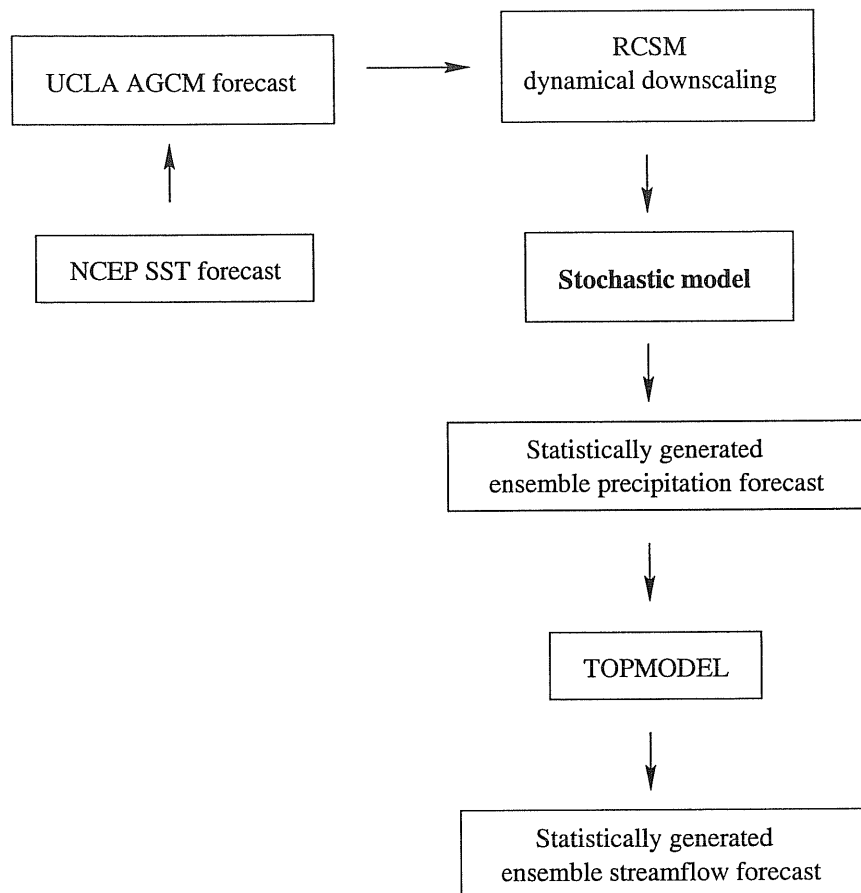 UCLA AGCM forecast
RCSM
dynamical downscaling
NCEP SST forecast
Stochastic model
Statistically generated
ensemble precipitation forecast
TOPMODEL
Statistically generated
ensemble streamflow forecast